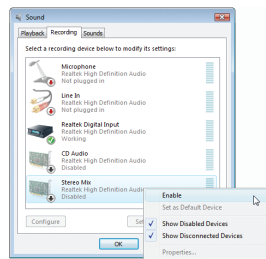 Sound
Playback Recording Sounds
Select a recording device below to modify its settings:
Microphone
Realtek High Definition Audio
Not plugged in
Line In
Realtek High Definition Audio
Not plugged in
Realtek Digital Input
Realtek High Definition Audio
Working
CD Audio
Realtek High Definition Audio
Disabled
Stereo Mix
Realtek High Definition Audio
Disabled
Enable
Set as Default Device
Show Disabled Devices
Show Disconnected Devices
Properties...
Configure
Set
OK